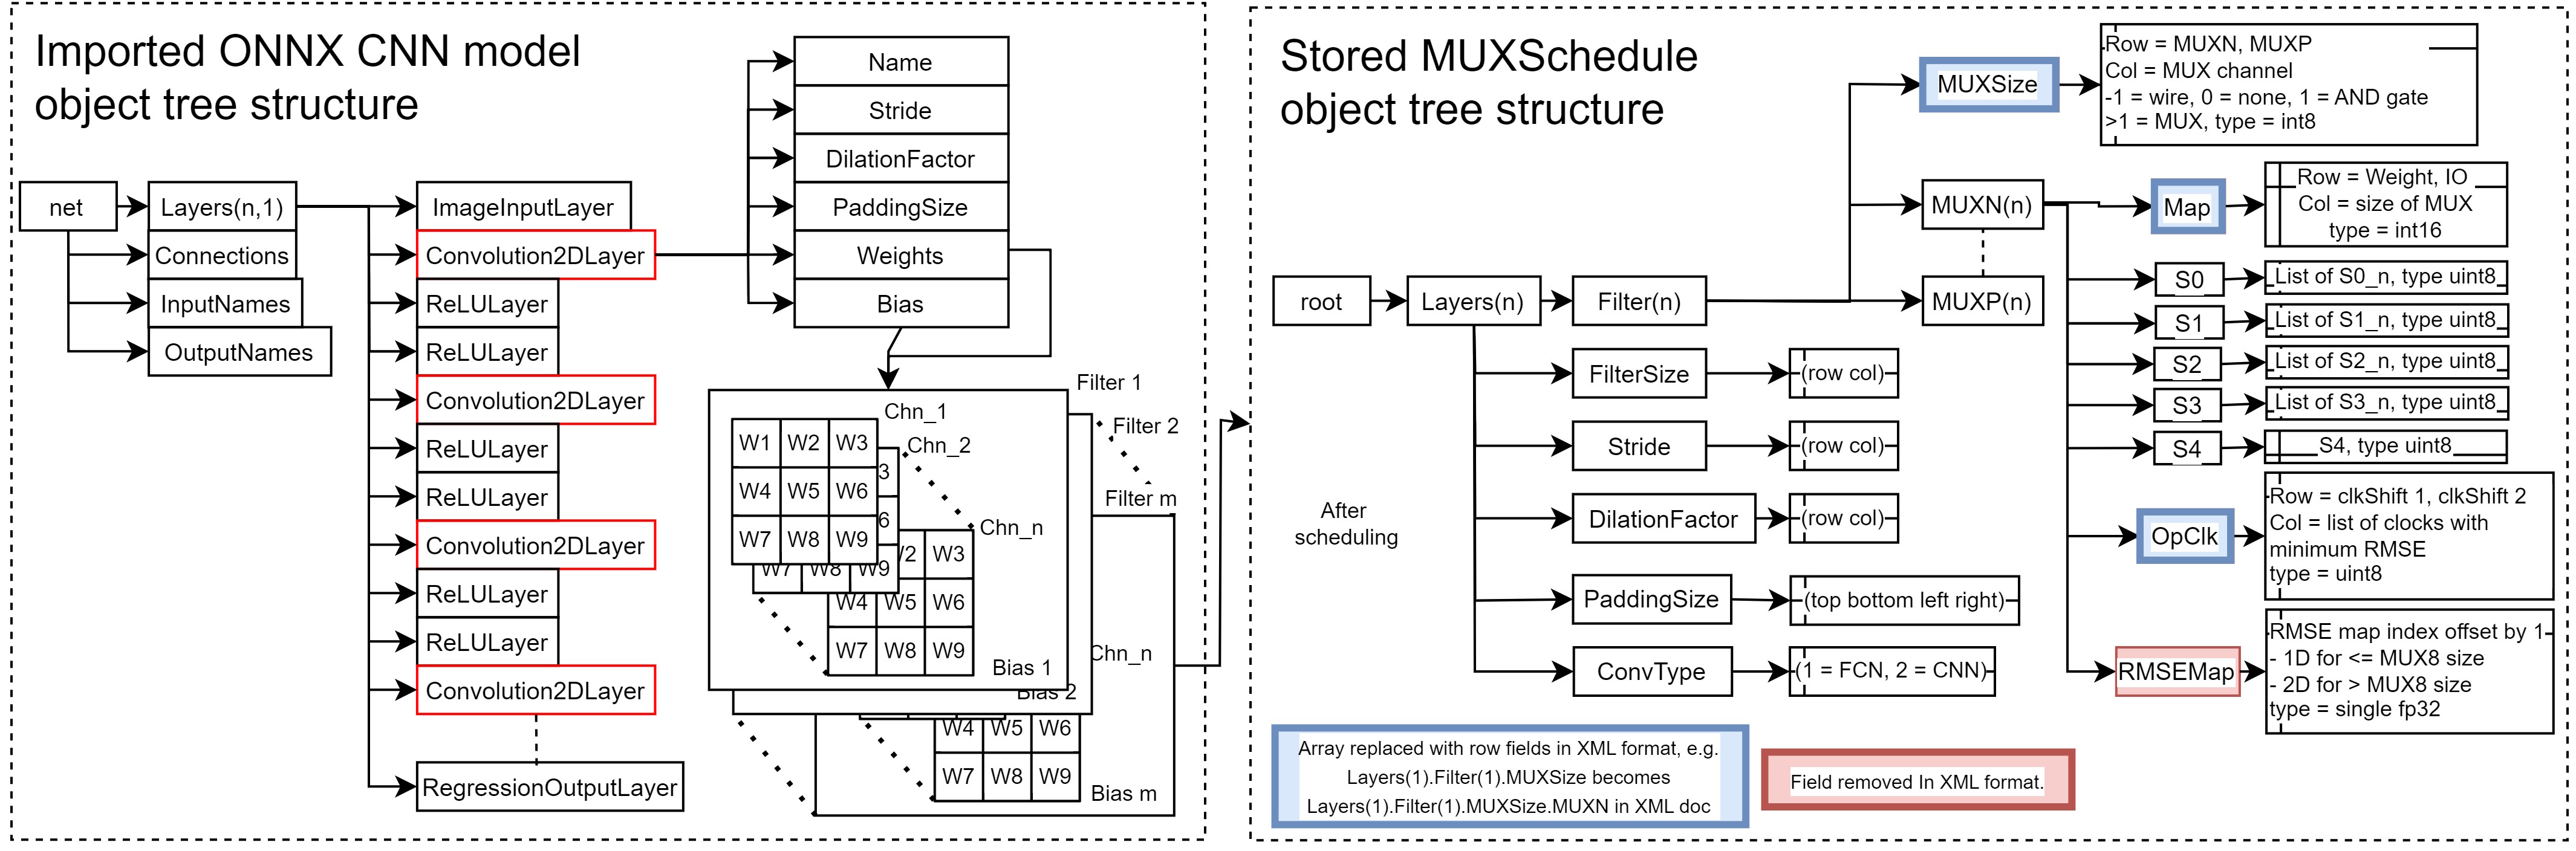 Imported ONNX CNN model
object tree structure
net
Layers(n,1)
Connections
InputNames
OutputNames
ImageInputLayer
Convolution2DLayer
ReLULayer
ReLULayer
Convolution2DLayer
ReLULayer
ReLULayer
Convolution2DLayer
ReLULayer
ReLULayer
Convolution2DLayer
RegressionOutputLayer
Name
Stride
DilationFactor
PaddingSize
Weights
Bias
Filter 1
Filter 2
Filter m
Chn_1
Chn_2
Chn_n
W1 W2 W3
W4 W5 W6
W7 W8 W9
3
6
W7 W8 W9
W2 W3
W4 W5 W6
W7 W8 W9
Bias 1
Bias 2
Chn_n
W4 W5 W6
W7 W8 W9
Bias m
Stored MUXSchedule
object tree structure
root
Layers(n)
Filter(n)
FilterSize
(row col)
Stride
(row col)
DilationFactor
(row col)
PaddingSize
(top bottom left right)
ConvType
(1 = FCN, 2 = CNN)
After
scheduling
MUXSize
Row = MUXN, MUXP
Col = MUX channel
-1 = wire, 0 = none, 1 = AND gate
>1 = MUX, type = int8
MUXN(n)
MUXP(n)
Map
Row = Weight, IO
Col = size of MUX
type = int16
S0
List of S0_n, type uint8
S1
List of S1_n, type uint8
S2
List of S2_n, type uint8
S3
List of S3_n, type uint8
S4
S4, type uint8
OpClk
Row = clkShift 1, clkShift 2
Col = list of clocks with
minimum RMSE
type = uint8
RMSEMap
RMSE map index offset by 1
- 1D for <= MUX8 size
- 2D for > MUX8 size
type = single fp32
Array replaced with row fields in XML format, e.g.
Layers(1).Filter(1).MUXSize becomes
Layers(1).Filter(1).MUXSize.MUXN in XML doc
Field removed In XML format.